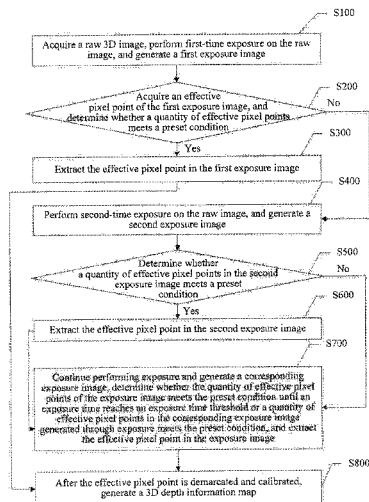 S100
Acquire a raw 3D image, perform first-time exposure on the raw
image, and generate a first exposure image
S200
Acquire an effective
pixel point of the first exposure image, and
determine whether a quantity of effective pixel points
meets a preset condition
No
Yes
S300
Extract the effective pixel point in the first exposure image
S400
Perform second-time exposure on the raw image, and generate a
second exposure image
S500
Determine whether
a quantity of effective pixel points in the second
exposure image meets a preset
condition
No
Yes
S600
Extract the effective pixel point in the second exposure image
S700
Continue performing exposure and generate a corresponding
exposure image, determine whether the quantity of effective pixel
points of the exposure image meets the preset condition until an
exposure time reaches an exposure time threshold or a quantity of
effective pixel points in the corresponding exposure image
generated through exposure meets the preset condition, and extract
the effective pixel point in the exposure image
S800
After the effective pixel point is demarcated and calibrated,
generate a 3D depth information map